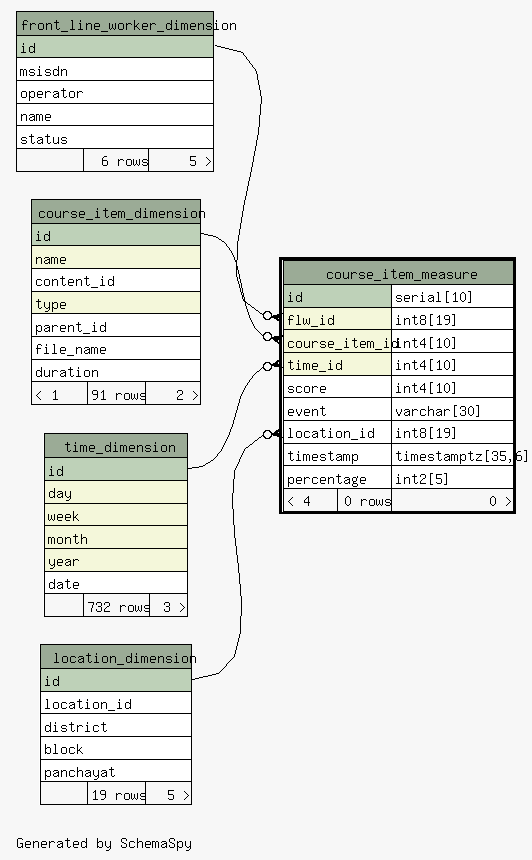 front_line_worker_dimension
id
msisdn
operator
name
status
6 rows 5 >
course_item_dimension
id
name
content_id
type
parent_id
file_name
duration
< 1 91 rows 2 >
time_dimension
id
day
week
month
year
date
732 rows 3 >
location_dimension
id
location_id
district
block
panchayat
19 rows 5 >
course_item_measure
id serial[10]
flw_id int8[19]
course_item_id int4[10]
time_id int4[10]
score int4[10]
event varchar[30]
location_id int8[19]
timestamp timestamptz[35,6]
percentage int2[5]
< 4 0 rows 0 >
Generated by SchemaSpy